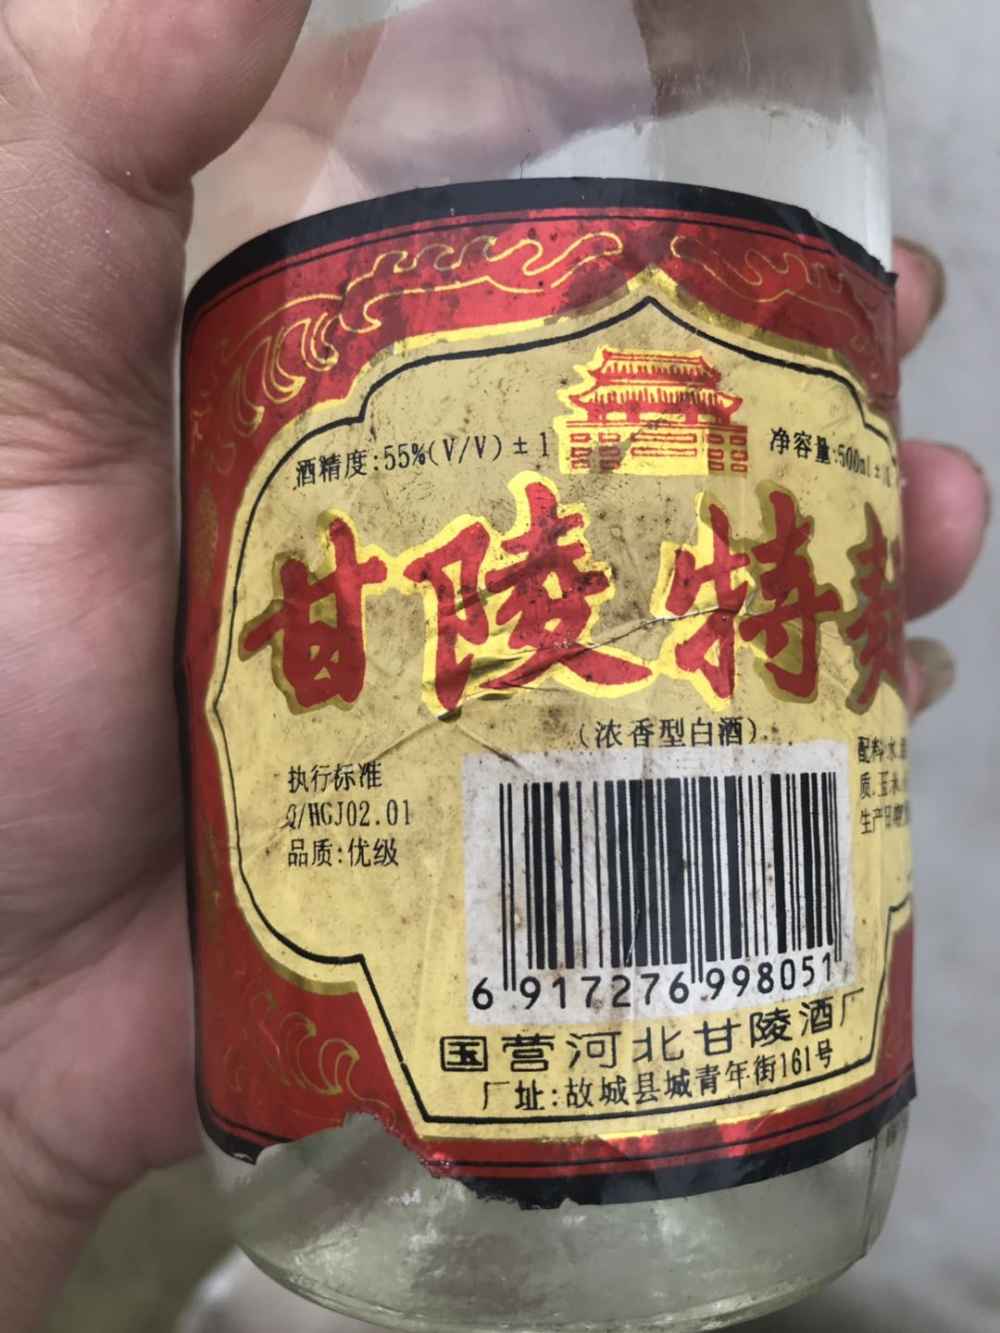 酒精度:55%(V/V)±1
净容量:500ml±
甘陵特麯
(浓香型白酒)
执行标准
Q/HGJ02.01
品质:优级
配料:水
质.玉米
生产日期
6917276998051
国营河北甘陵酒厂
厂址:故城县城青年街161号